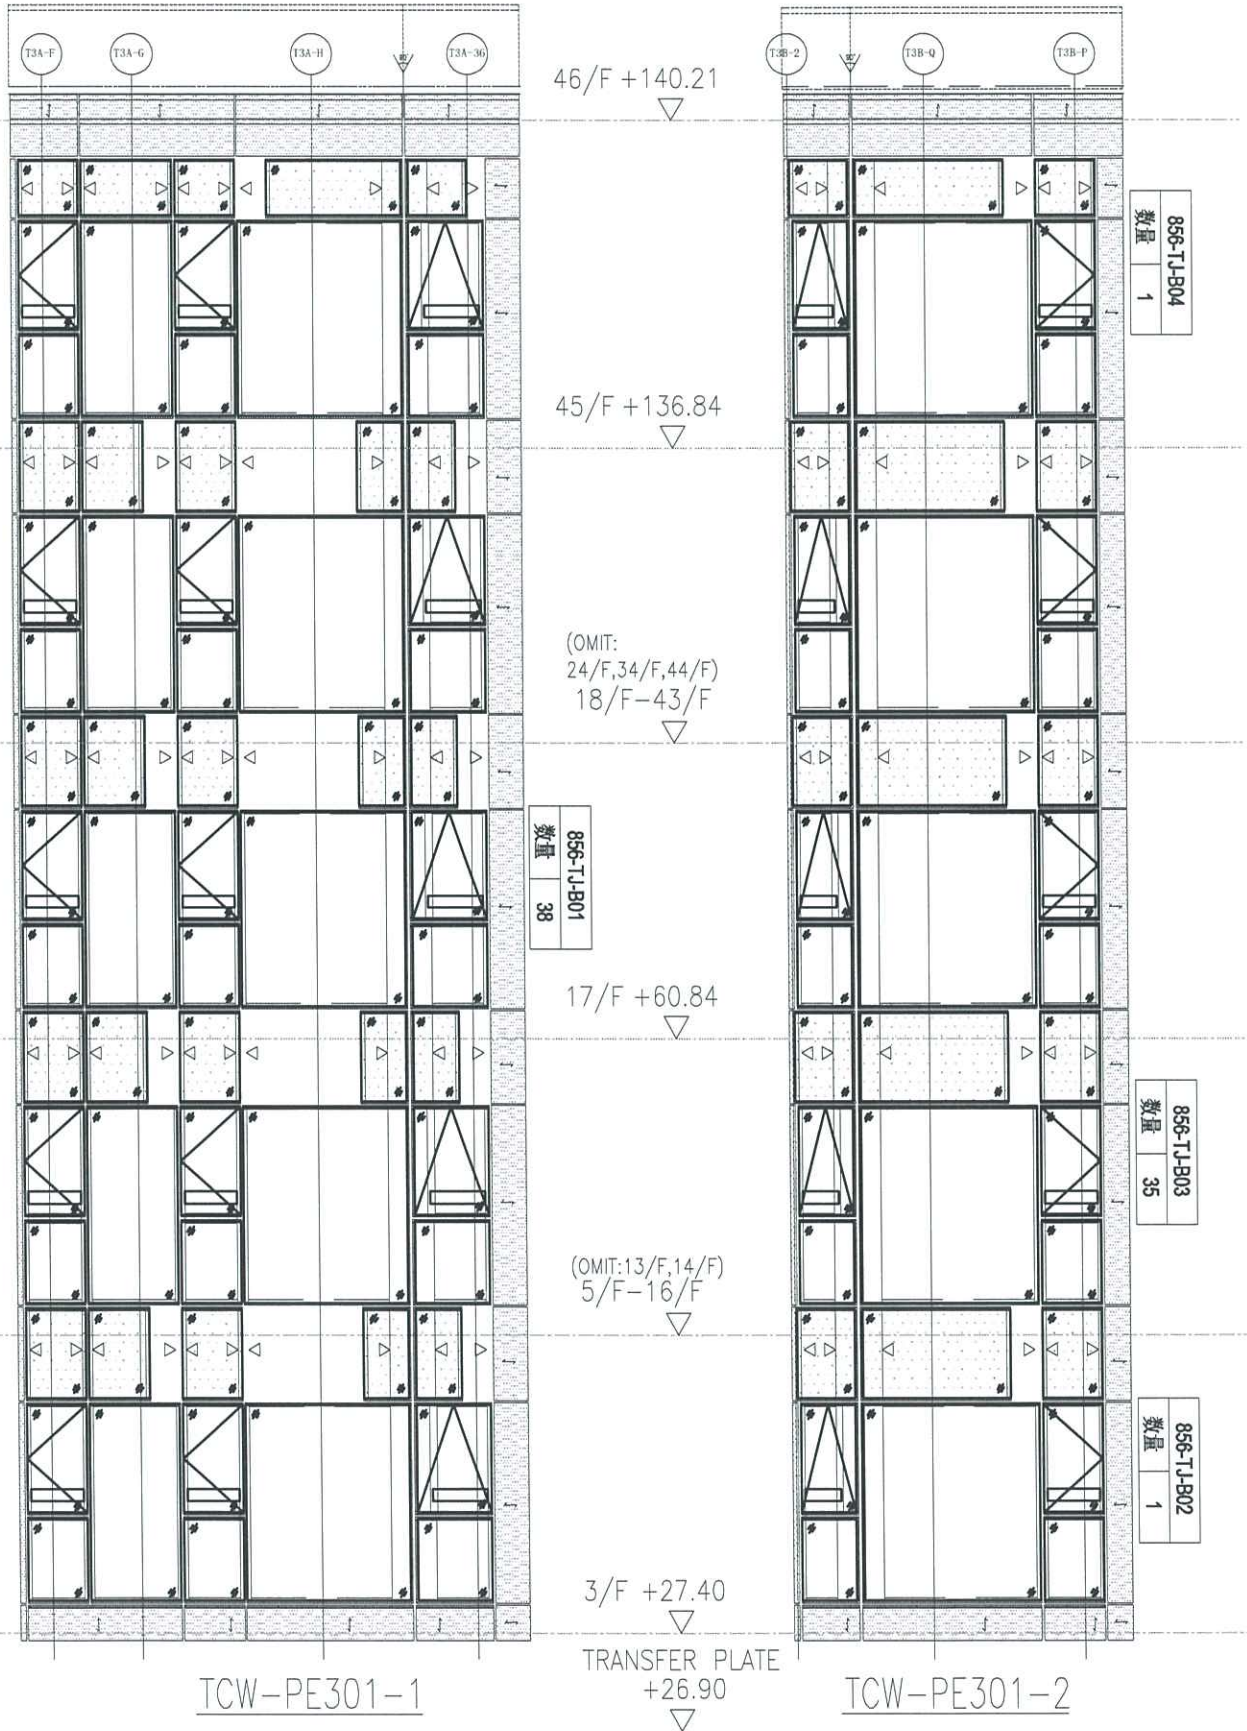 T3A-F
T3A-G
T3A-H
T3A-36
T3B-2
T3B-Q
T3B-P
46/F +140.21
856-TJ-B04
数量 1
45/F +136.84
(OMIT:
24/F,34/F,44/F)
18/F-43/F
856-TJ-B01
数量 38
17/F +60.84
856-TJ-B03
数量 35
(OMIT:13/F,14/F)
5/F-16/F
856-TJ-B02
数量 1
3/F +27.40
TRANSFER PLATE
+26.90
TCW-PE301-1
TCW-PE301-2